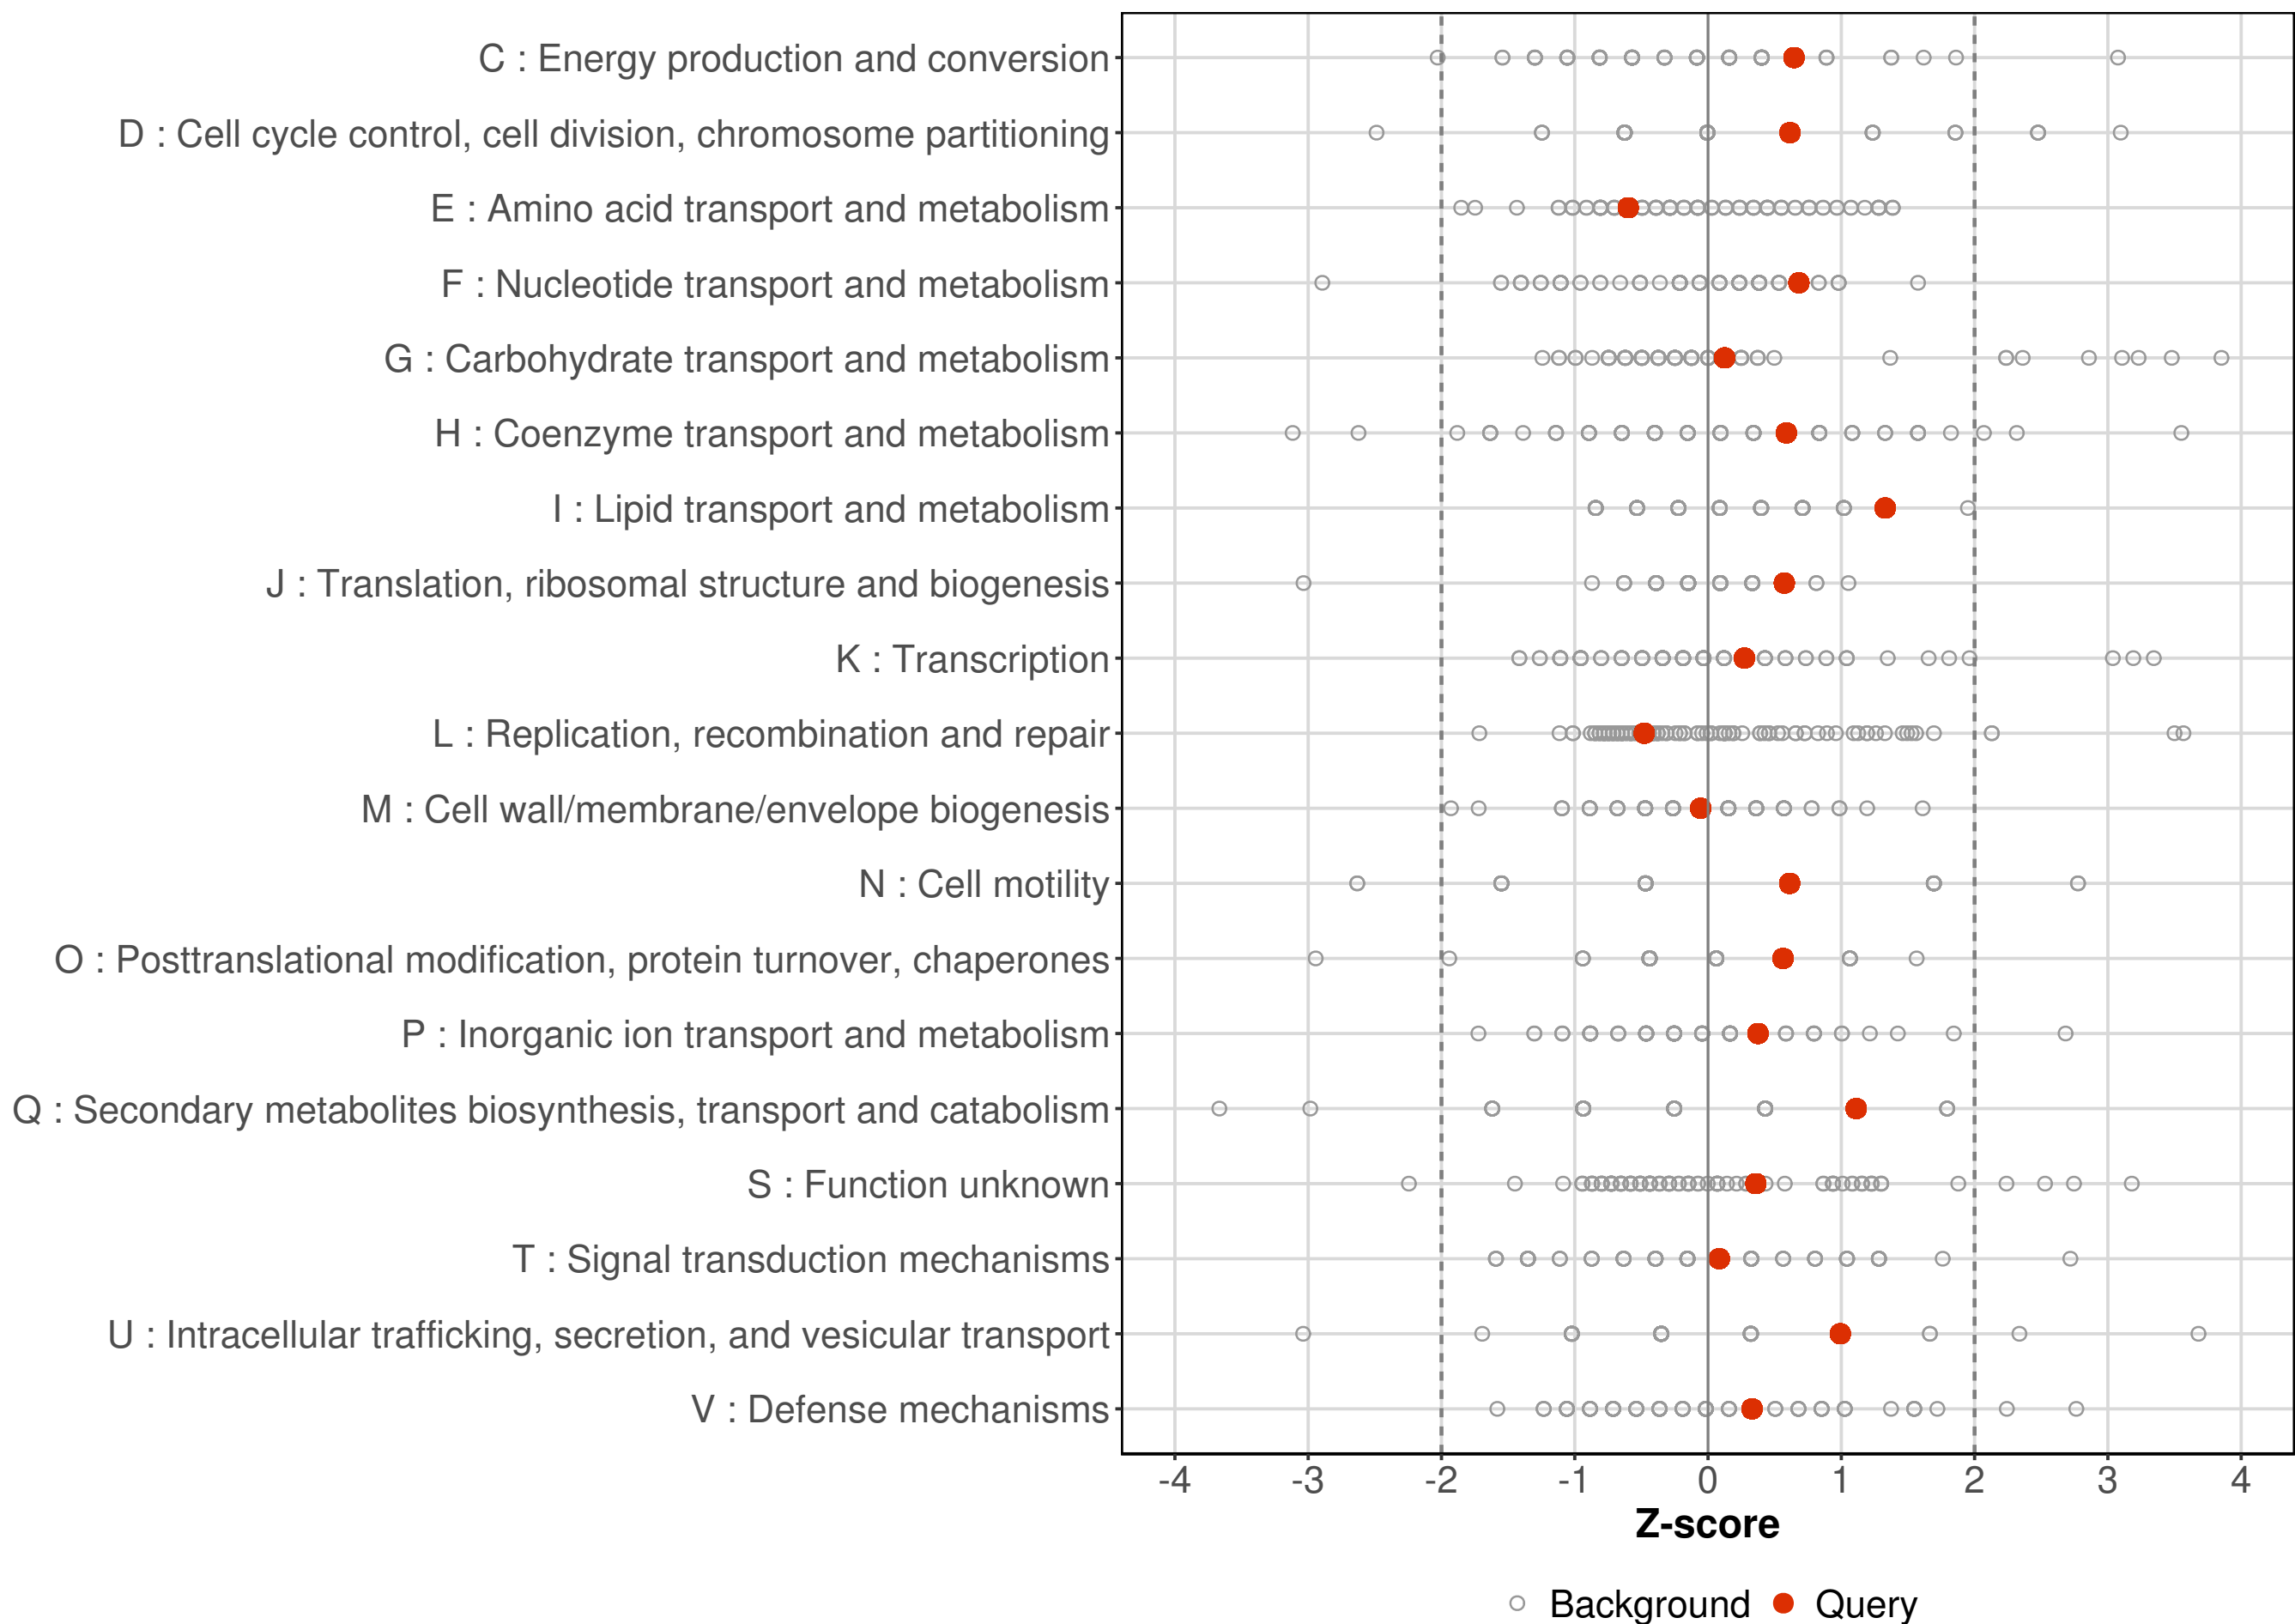 C : Energy production and conversion
D : Cell cycle control, cell division, chromosome partitioning
E : Amino acid transport and metabolism
F : Nucleotide transport and metabolism
G : Carbohydrate transport and metabolism
H : Coenzyme transport and metabolism
I : Lipid transport and metabolism
J : Translation, ribosomal structure and biogenesis
K : Transcription
L : Replication, recombination and repair
M : Cell wall/membrane/envelope biogenesis
N : Cell motility
O : Posttranslational modification, protein turnover, chaperones
P : Inorganic ion transport and metabolism
Q : Secondary metabolites biosynthesis, transport and catabolism
S : Function unknown
T : Signal transduction mechanisms
U : Intracellular trafficking, secretion, and vesicular transport
V : Defense mechanisms
-4 -3 -2 -1 0 1 2 3 4
Z-score
Background Query